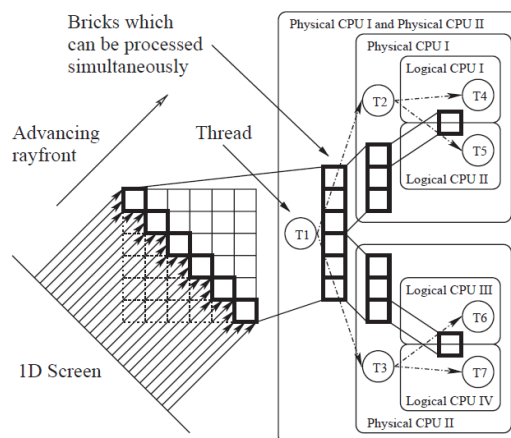 Bricks which
can be processed
simultaneously
Advancing
rayfront
Thread
1D Screen
Physical CPU I and Physical CPU II
Physical CPU I
Logical CPU I
T2
T4
T5
Logical CPU II
T1
Logical CPU III
T6
T3
T7
Logical CPU IV
Physical CPU II